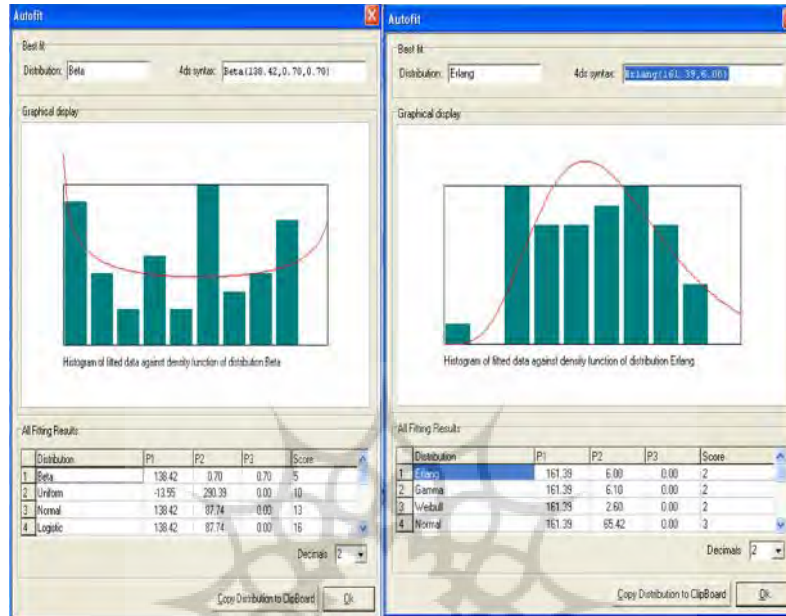 Autofit
Best fit
Distribution: Beta 4ds syntax: Beta(138.42,0.70,0.70)
Graphical display
Histogram of fitted data against density function of distribution Beta
All Fitting Results
Distribution P1 P2 P3 Score
1 Beta 138.42 0.70 0.70 5
2 Uniform -13.55 290.39 0.00 10
3 Normal 138.42 87.74 0.00 13
4 Logistic 138.42 87.74 0.00 16
Decimals 2
Copy Distribution to ClipBoard Ok
Autofit
Best fit
Distribution: Erlang 4ds syntax: Erlang(161.39,6.00)
Graphical display
Histogram of fitted data against density function of distribution Erlang
All Fitting Results
Distribution P1 P2 P3 Score
1 Erlang 161.39 6.00 0.00 2
2 Gamma 161.39 6.10 0.00 2
3 Weibull 161.39 2.60 0.00 2
4 Normal 161.39 65.42 0.00 3
Decimals 2
Copy Distribution to ClipBoard Ok